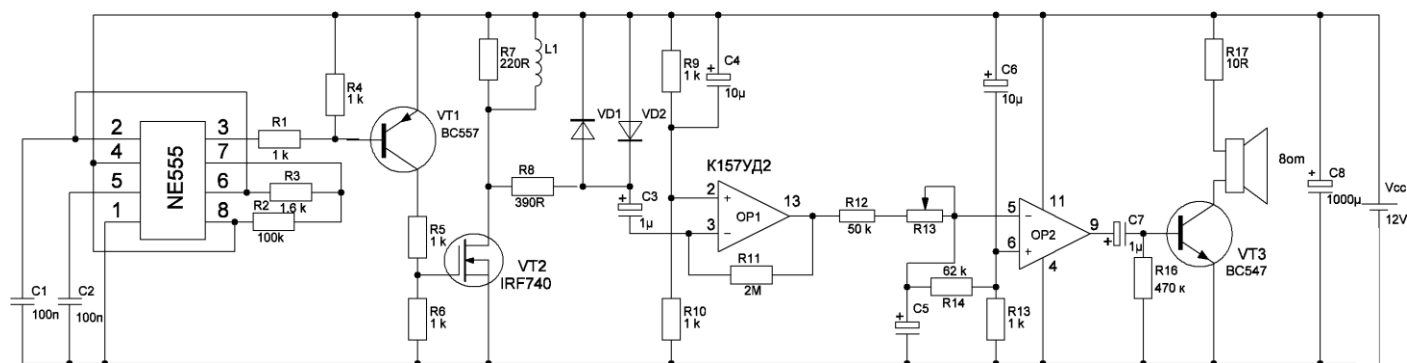 2
4
5
1
NE555
3
7
6
8
C1
100п
C2
100п
R1
1 k
R3
1.6 k
R2
100k
R4
1 k
VT1
BC557
R5
1 k
R6
1 k
VT2
IRF740
R7
220R
L1
R8
390R
VD1
VD2
C3
1µ
R9
1 k
C4
10µ
К157УД2
2
3
OP1
13
R11
2M
R10
1 k
R12
50 k
R13
C5
62 k
R14
C6
10µ
5
6
OP2
11
4
9
R13
1 k
C7
1µ
R16
470 к
VT3
BC547
R17
10R
8om
C8
1000µ
Vcc
12V